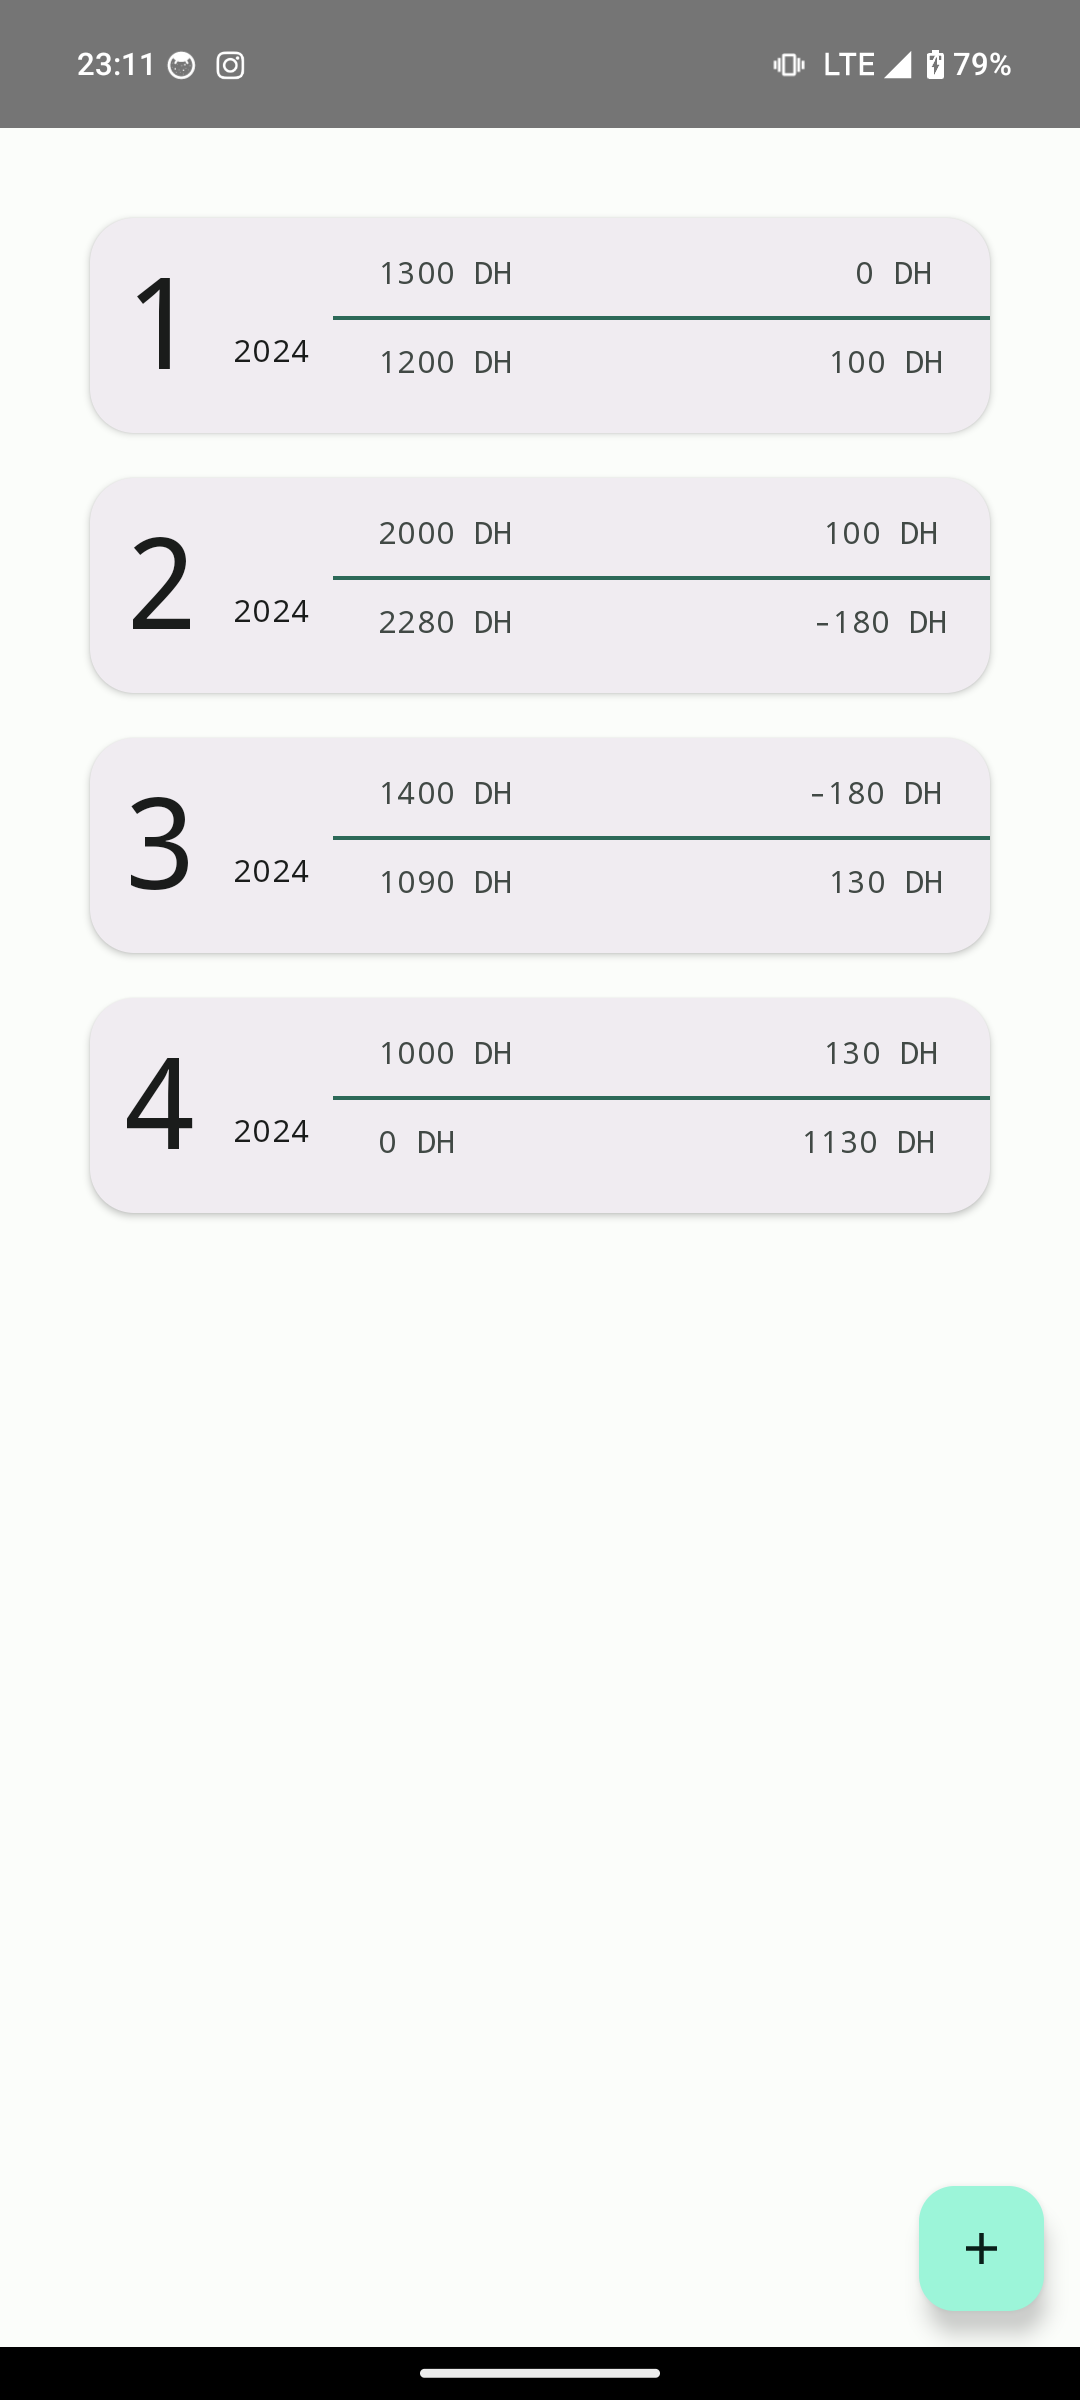 23:11 LTE 79%
1 2024 1300 DH 0 DH
1200 DH 100 DH
2 2024 2000 DH 100 DH
2280 DH -180 DH
3 2024 1400 DH -180 DH
1090 DH 130 DH
4 2024 1000 DH 130 DH
0 DH 1130 DH
+